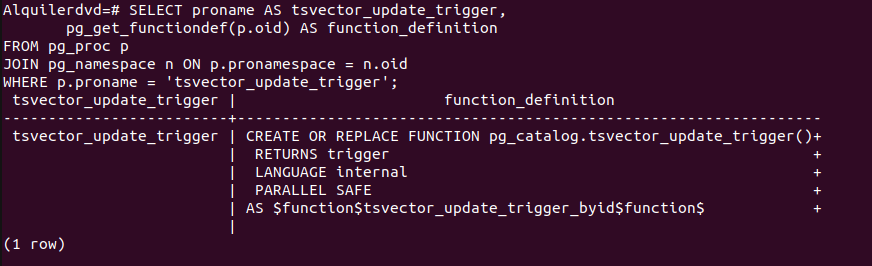 Alquilerdvd=# SELECT proname AS tsvector_update_trigger,
       pg_get_functiondef(p.oid) AS function_definition
FROM pg_proc p
JOIN pg_namespace n ON p.pronamespace = n.oid
WHERE p.proname = 'tsvector_update_trigger';
 tsvector_update_trigger |                       function_definition
-------------------------+-----------------------------------------------------------------
 tsvector_update_trigger | CREATE OR REPLACE FUNCTION pg_catalog.tsvector_update_trigger()+
                         |  RETURNS trigger                                               +
                         |  LANGUAGE internal                                             +
                         |  PARALLEL SAFE                                                 +
                         | AS $function$tsvector_update_trigger_byid$function$            +
                         |
(1 row)